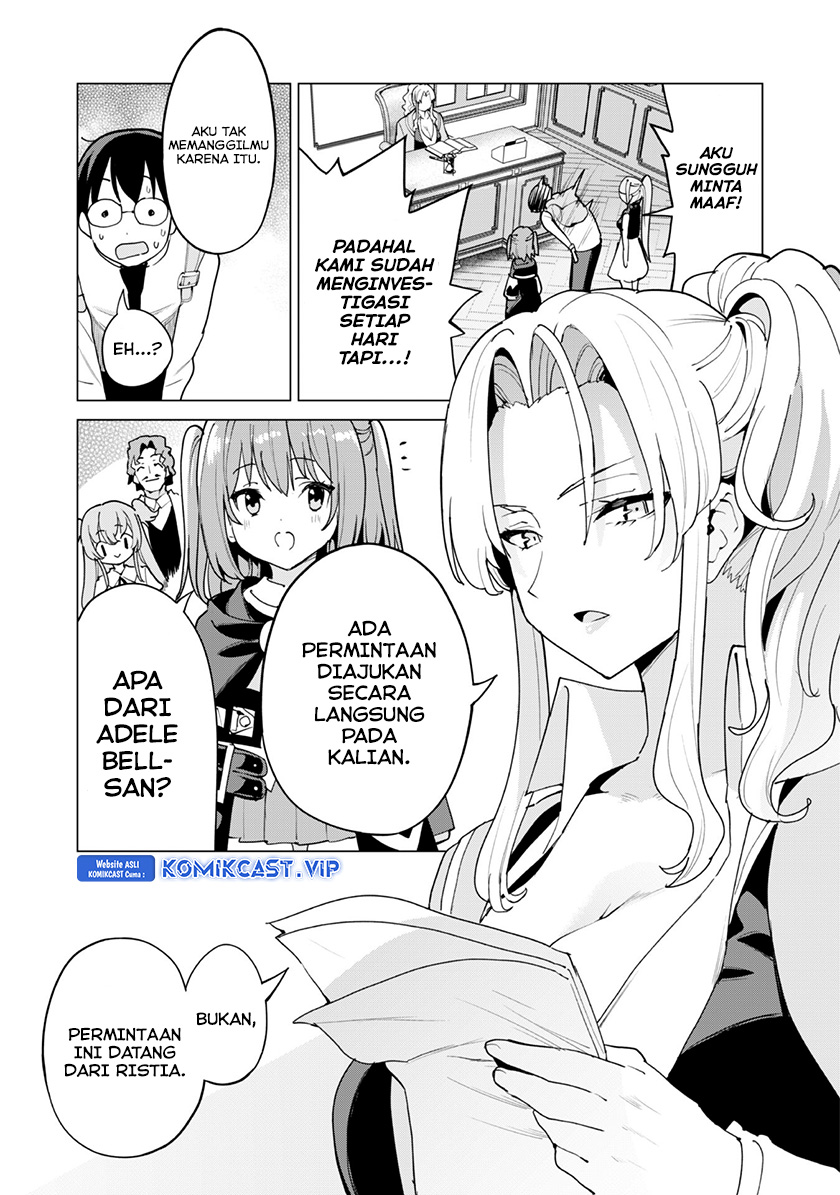 AKU
SUNGGUH
MINTA
MAAF!
PADAHAL
KAMI SUDAH
MENGINVES-
TIGASI
SETIAP
HARI
TAPI...!
AKU TAK
MEMANGGILMU
KARENA ITU.
EH...?
ADA
PERMINTAAN
DIAJUKAN
SECARA
LANGSUNG
PADA
KALIAN.
APA
DARI
ADELE
BELL-
SAN?
Website ASLI
KOMIKCAST Cuma :
KOMIKCAST.VIP
BUKAN,
PERMINTAAN
INI DATANG
DARI RISTIA.